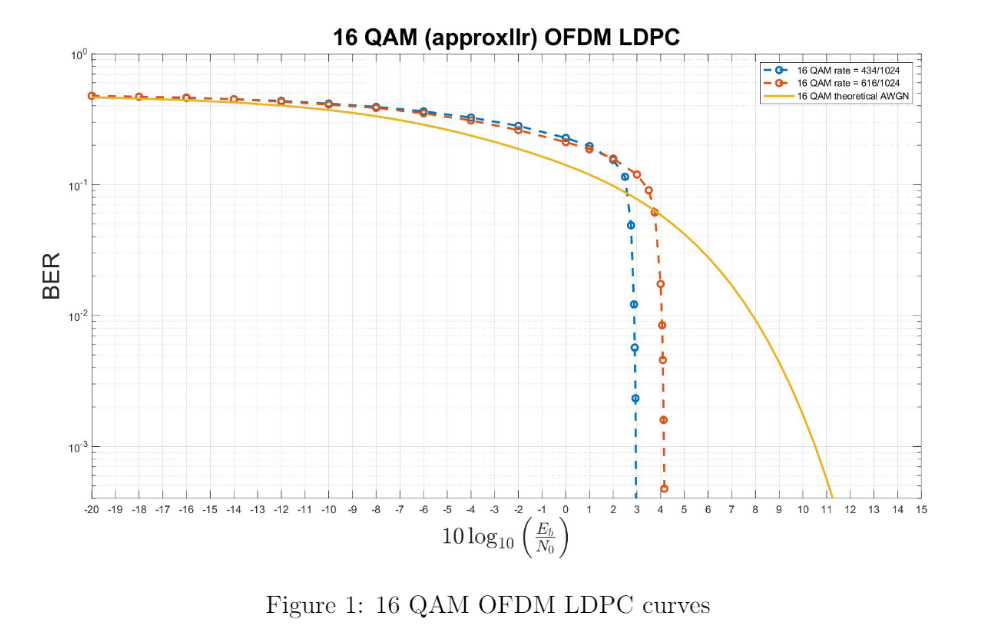 16 QAM (approxllr) OFDM LDPC
10^0
10^-1
10^-2
10^-3
BER
16 QAM rate = 434/1024
16 QAM rate = 616/1024
16 QAM theoretical AWGN
-20 -19 -18 -17 -16 -15 -14 -13 -12 -11 -10 -9 -8 -7 -6 -5 -4 -3 -2 -1 0 1 2 3 4 5 6 7 8 9 10 11 12 13 14 15
10 log_10 (E_b/N_0)
Figure 1: 16 QAM OFDM LDPC curves